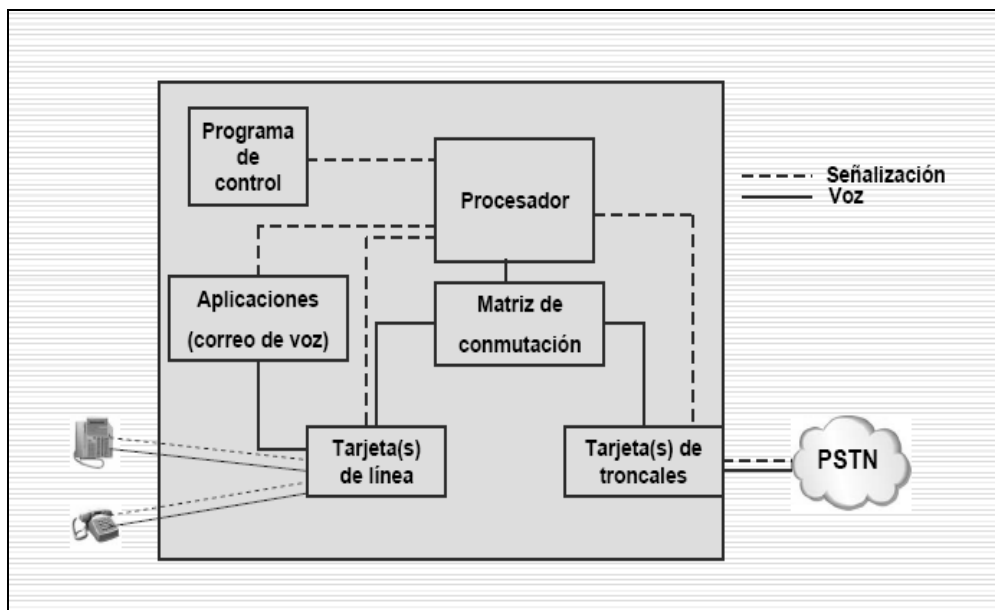 Programa
de
control
Procesador
Señalización
Voz
Aplicaciones
(correo de voz)
Matriz de
conmutación
Tarjeta(s)
de línea
Tarjeta(s) de
troncales
PSTN